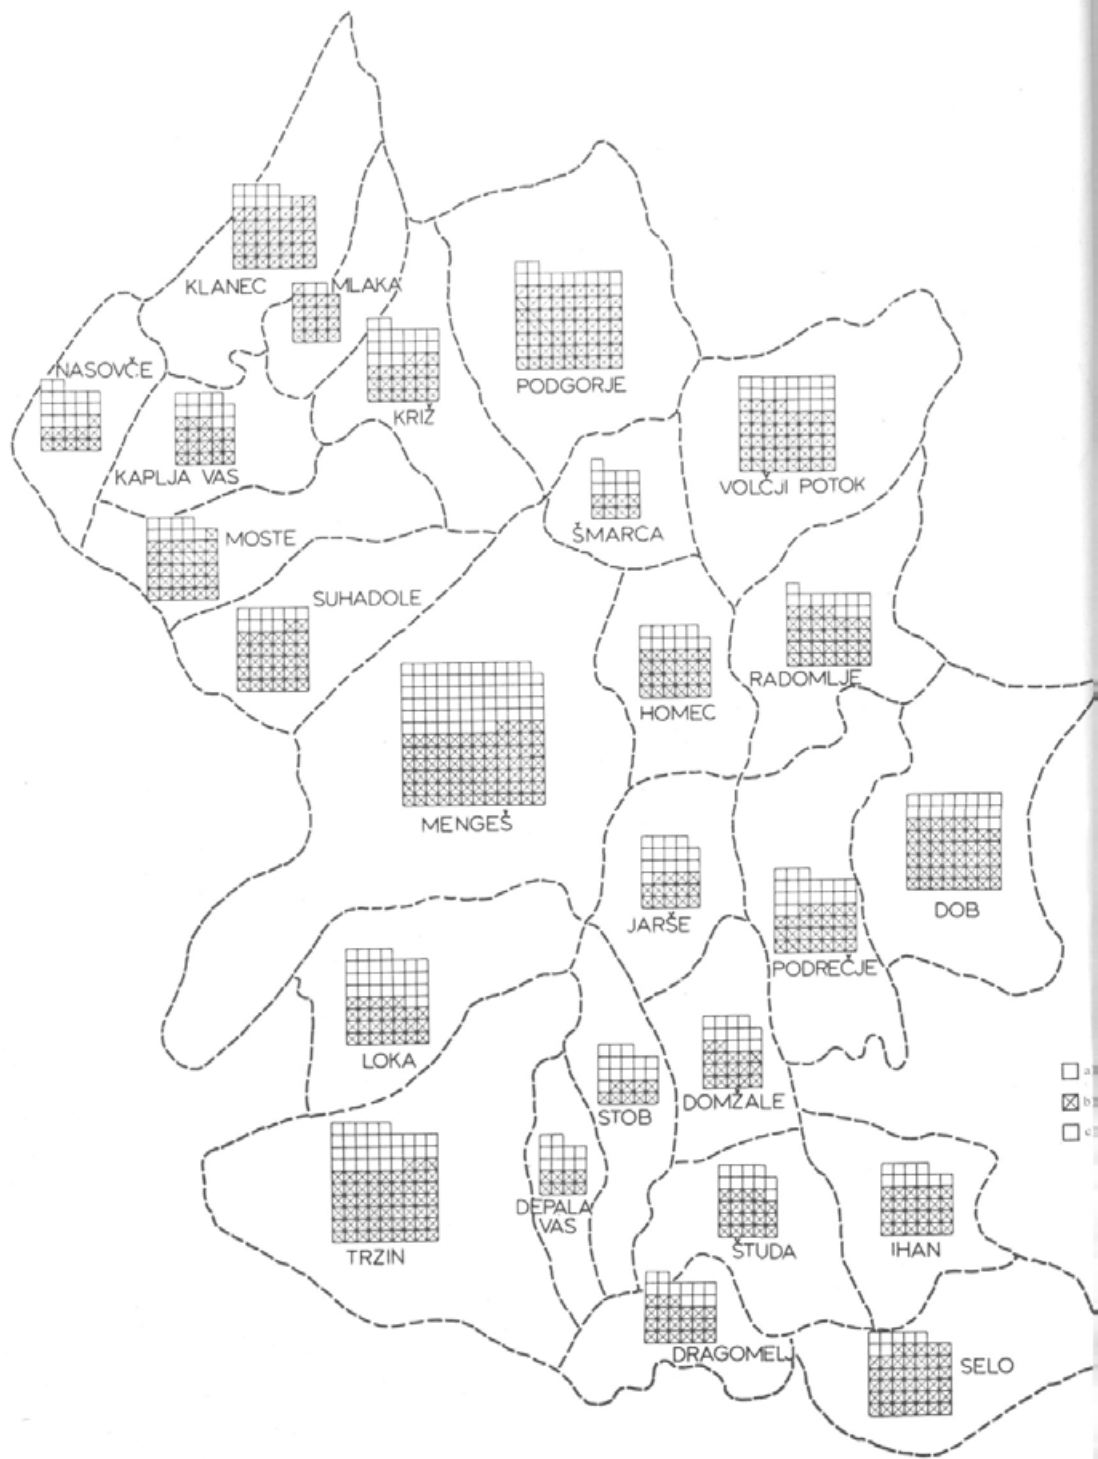 KLANEC
MLAKA
NASOVČE
KRIŽ
PODGORJE
KAPLJA VAS
VOLČJI POTOK
MOSTE
ŠMARCA
SUHADOLE
RADOMLJE
HOMEC
MENGEŠ
DOB
JARŠE
PODREČJE
LOKA
STOB
DOMŽALE
a
b
c
DEPALA
VAS
TRZIN
ŠTUDA
IHAN
DRAGOMELJ
SELO